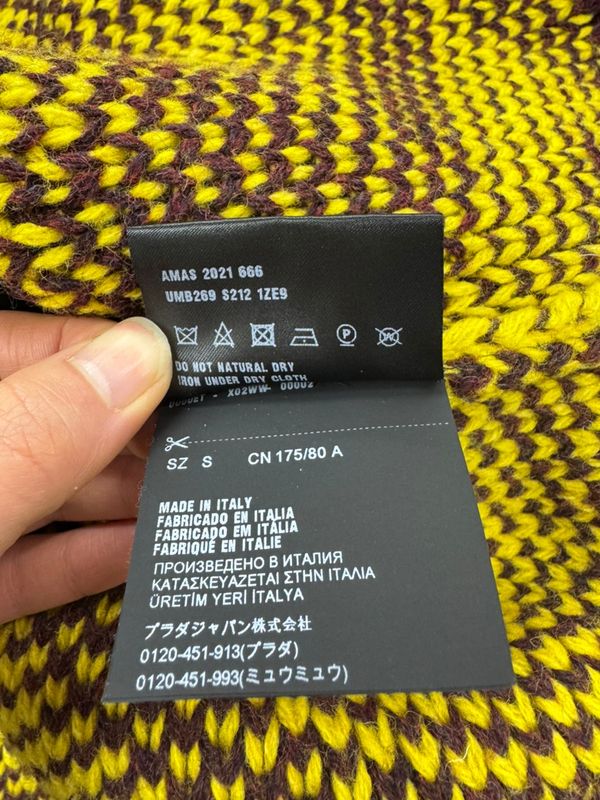 AMAS 2021 666
UMB269 S212 1ZE9
DO NOT NATURAL DRY
IRON UNDER DRY CLOTH
X02WW- 00002
SZ S CN 175/80 A
MADE IN ITALY
FABRICADO EN ITALIA
FABRICADO EM ITÁLIA
FABRIQUÉ EN ITALIE
ПРОИЗВЕДЕНО В ИТАЛИЯ
ΚΑΤΑΣΚΕΥΑΖΕΤΑΙ ΣΤΗΝ ΙΤΑΛΙΑ
ÜRETİM YERİ İTALYA
プラダジャパン株式会社
0120-451-913(プラダ)
0120-451-993(ミュウミュウ)